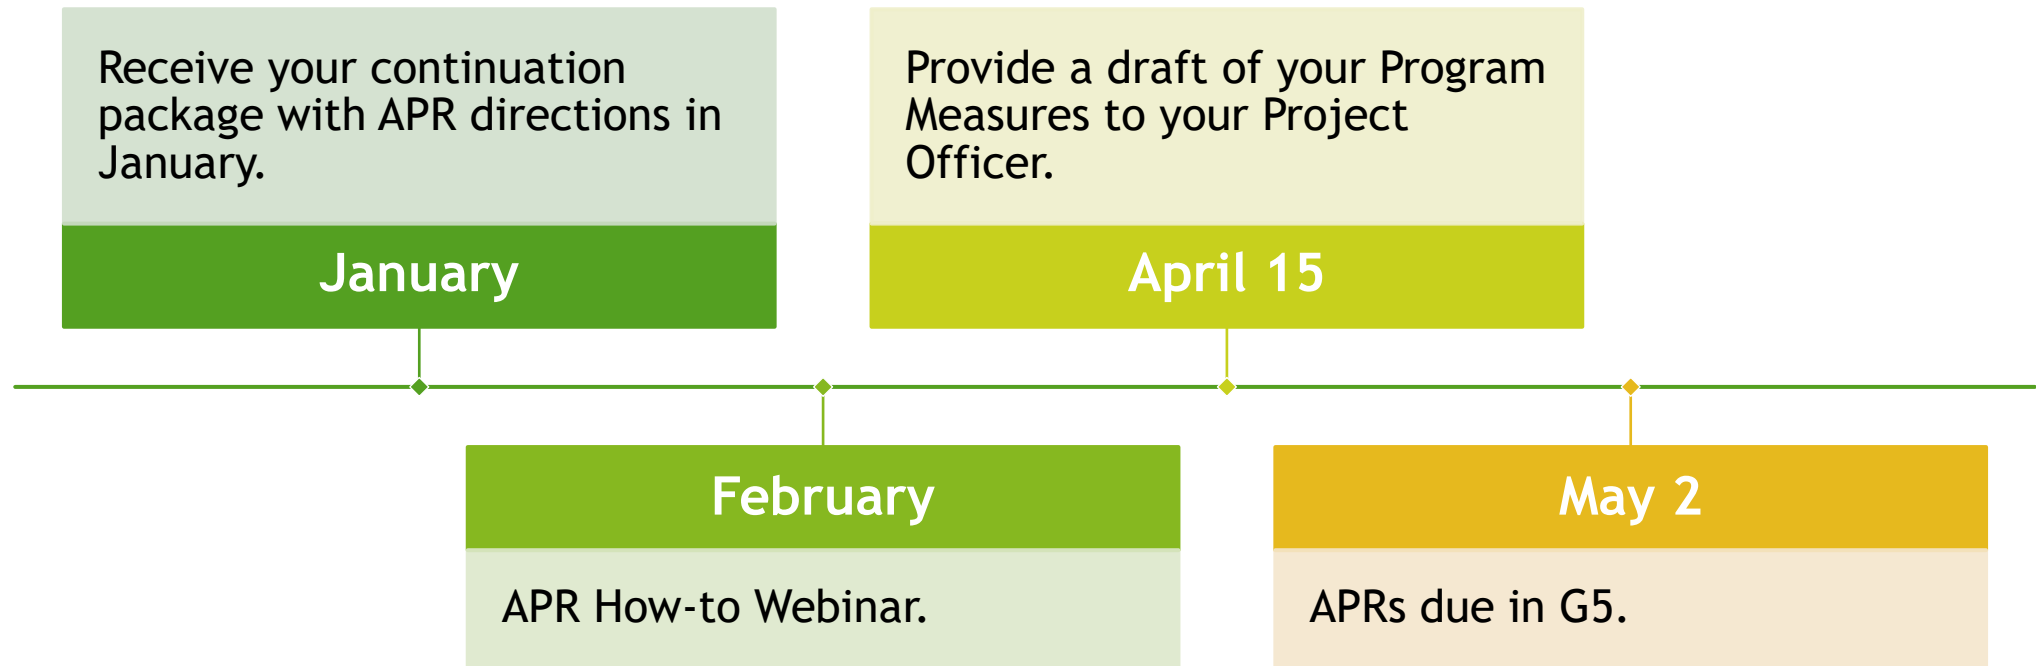 Receive your continuation
package with APR directions in
January.
January
Provide a draft of your Program
Measures to your Project
Officer.
April 15
February
APR How-to Webinar.
May 2
APRs due in G5.